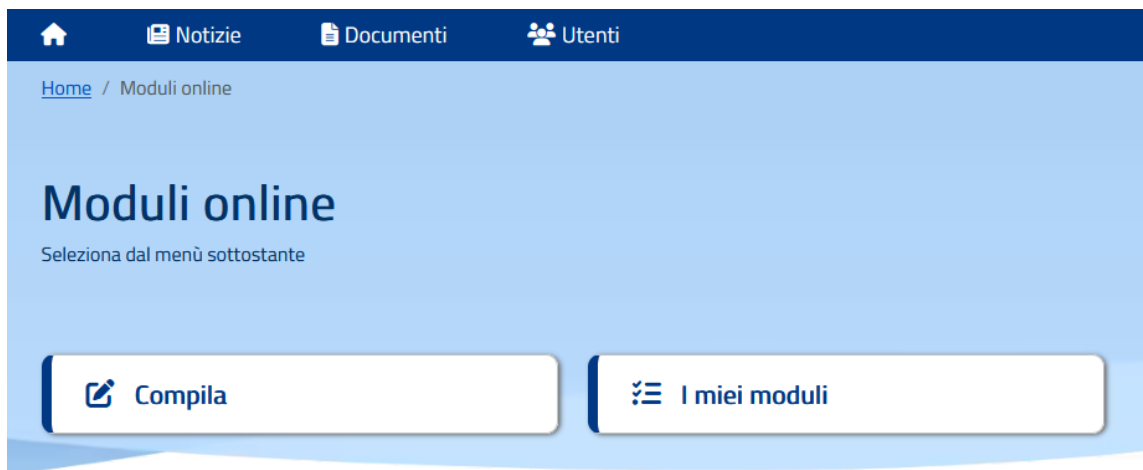 Notizie Documenti Utenti
Home / Moduli online
Moduli online
Seleziona dal menù sottostante
Compila I miei moduli